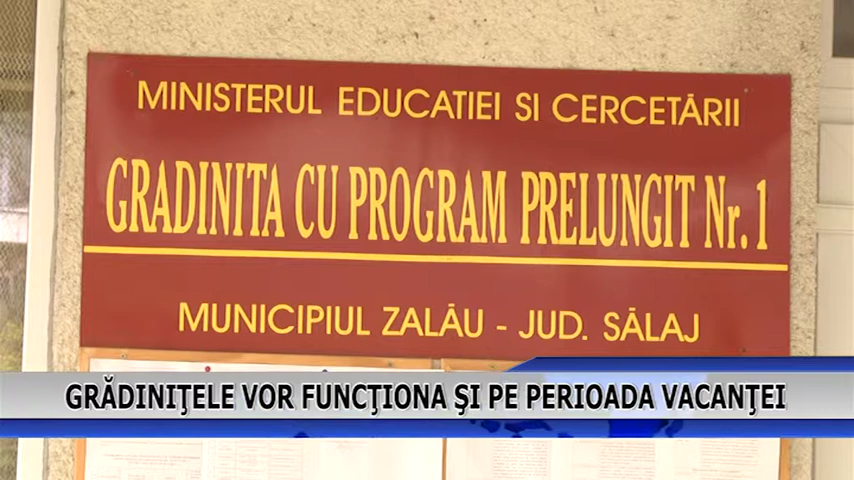 MINISTERUL EDUCATIEI SI CERCETĂRII
GRADINITA CU PROGRAM PRELUNGIT Nr. 1
MUNICIPIUL ZALĂU - JUD. SĂLAJ
GRĂDINIŢELE VOR FUNCŢIONA ŞI PE PERIOADA VACANŢEI